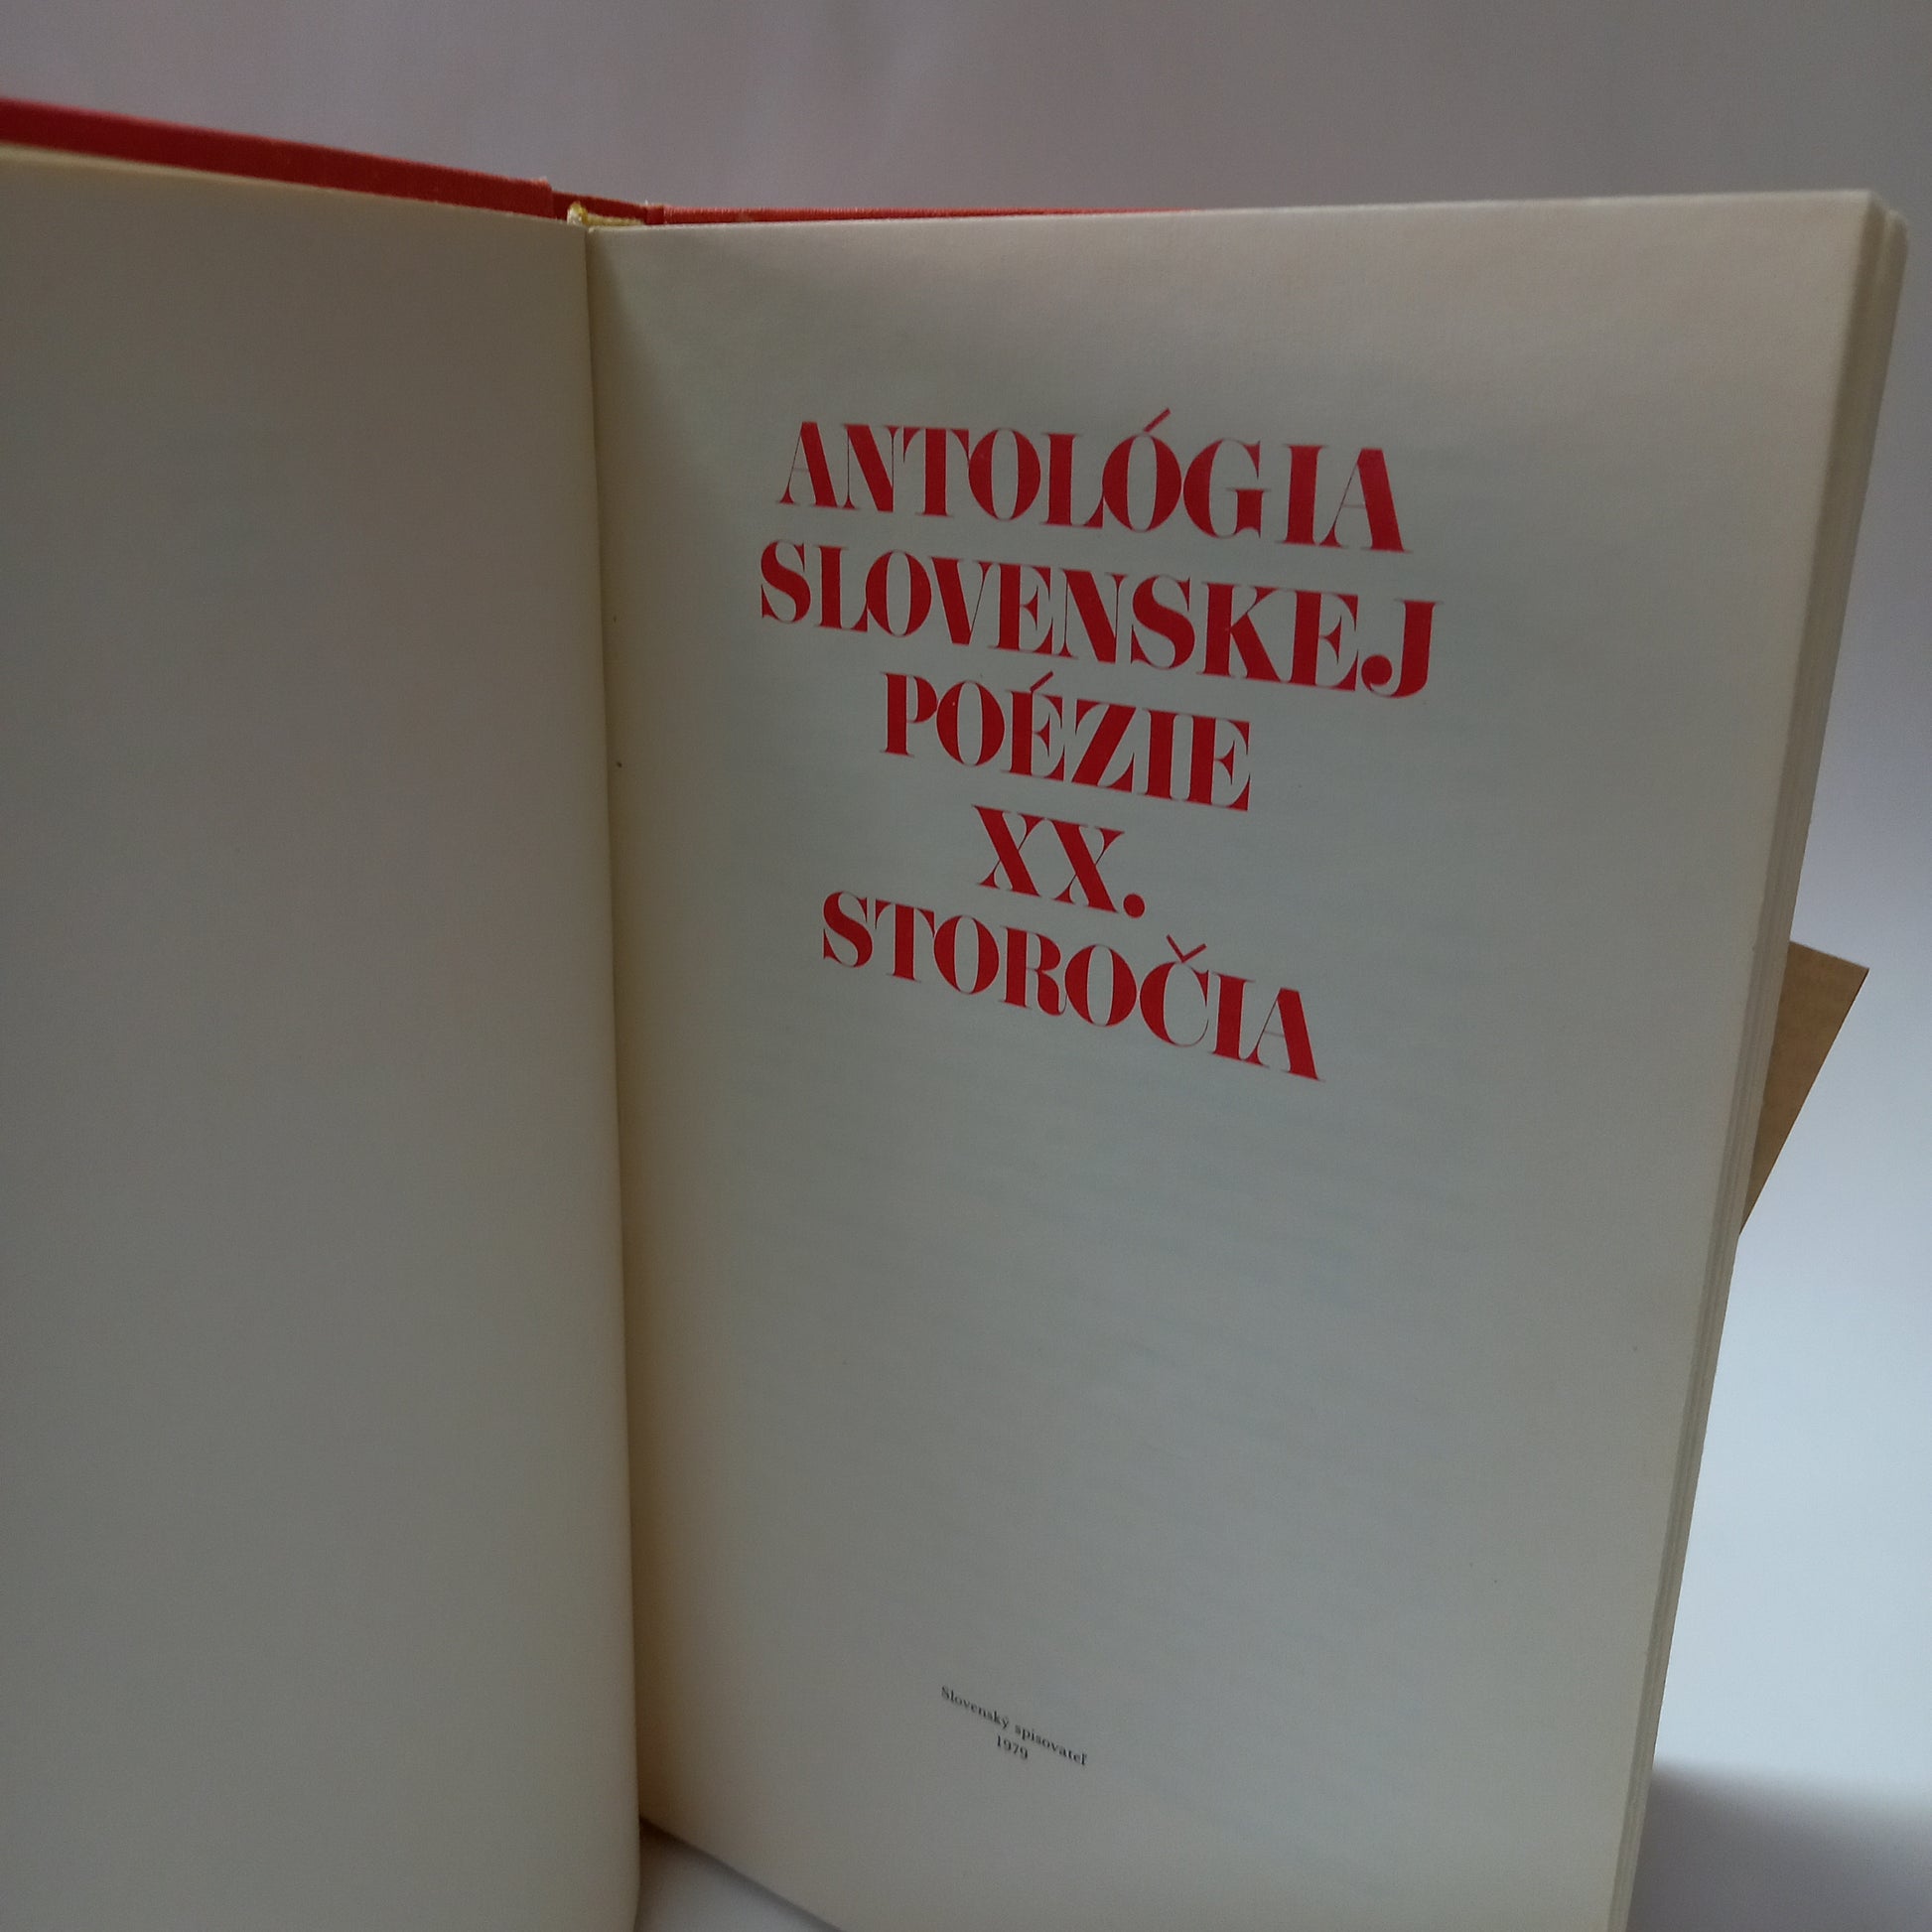 ANTOLÓGIA
SLOVENSKEJ
POÉZIE
XX.
STOROČIA
Slovenský spisovateľ
1979